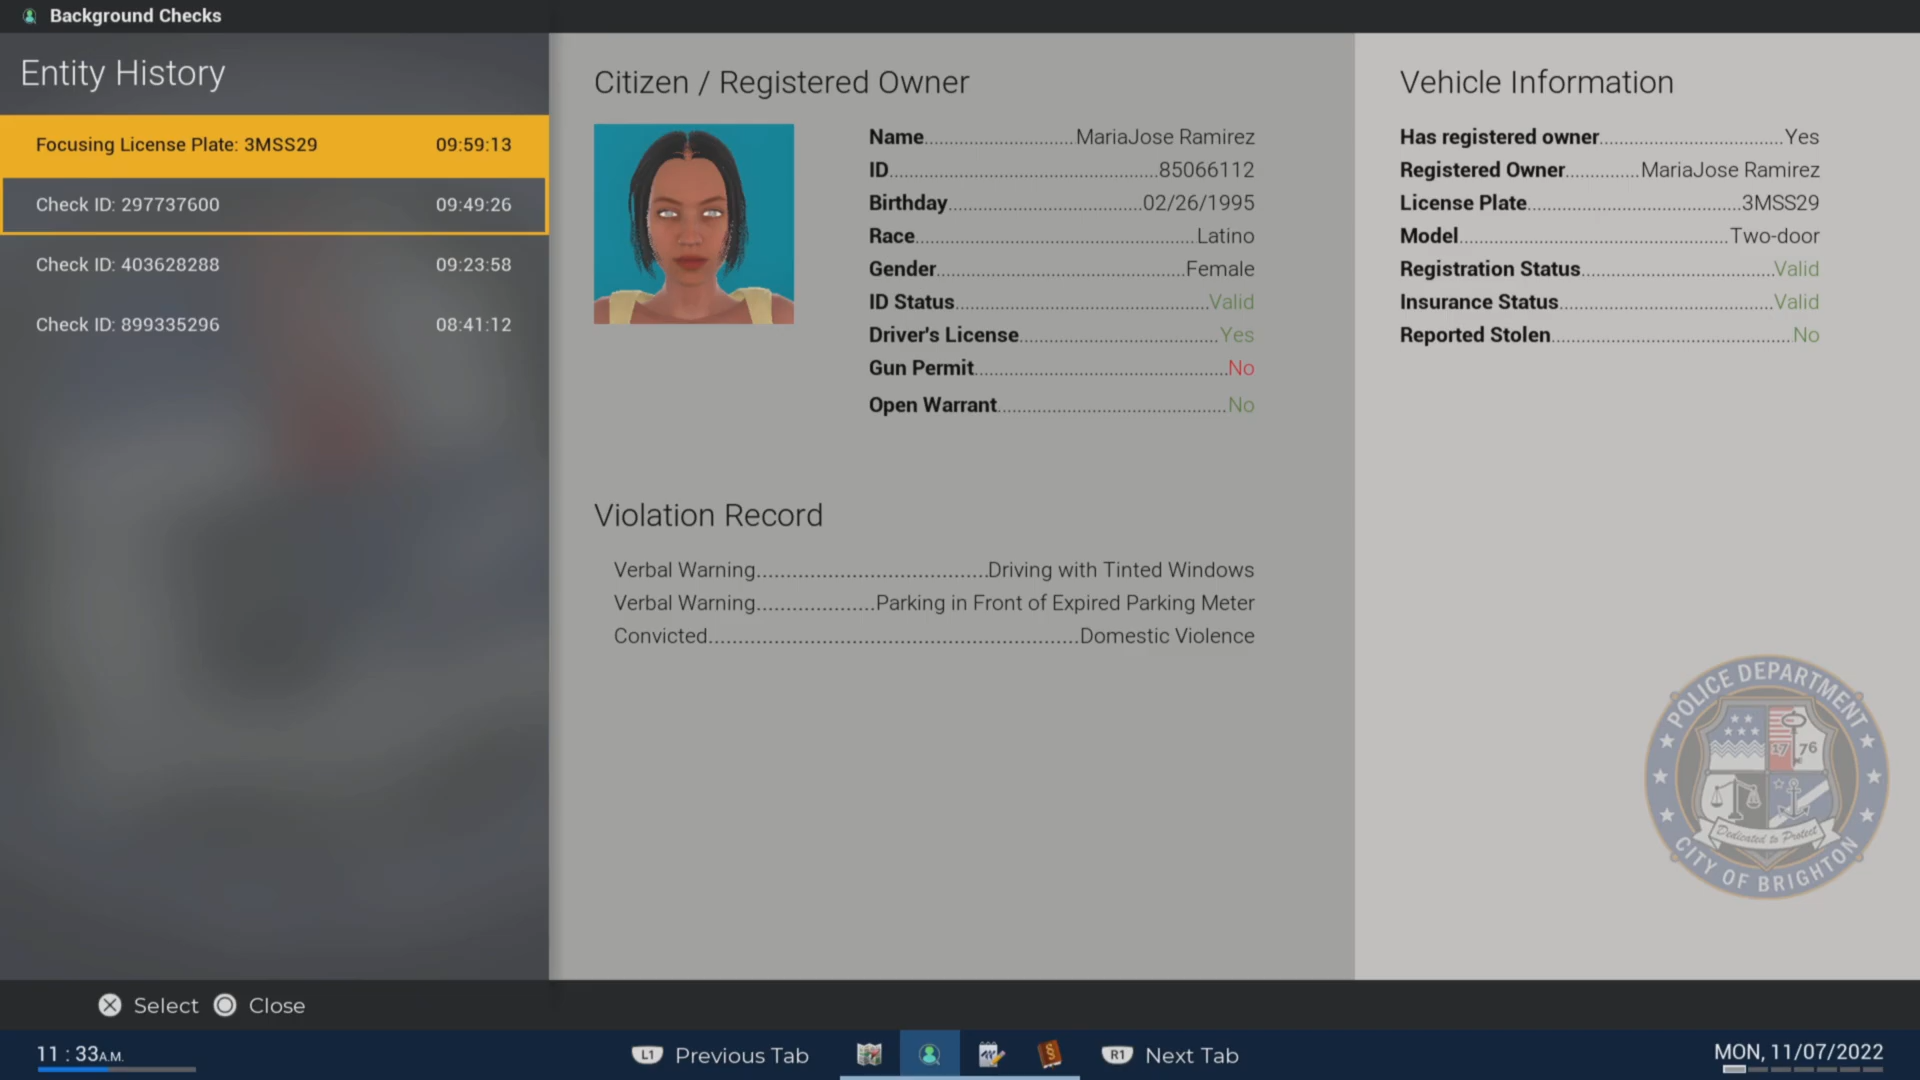 Background Checks
Entity History
Focusing License Plate: 3MSS29 09:59:13
Check ID: 297737600 09:49:26
Check ID: 403628288 09:23:58
Check ID: 899335296 08:41:12
Citizen / Registered Owner
Name MariaJose Ramirez
ID 85066112
Birthday 02/26/1995
Race Latino
Gender Female
ID Status Valid
Driver's License Yes
Gun Permit No
Open Warrant No
Violation Record
Verbal Warning Driving with Tinted Windows
Verbal Warning Parking in Front of Expired Parking Meter
Convicted Domestic Violence
Vehicle Information
Has registered owner Yes
Registered Owner MariaJose Ramirez
License Plate 3MSS29
Model Two-door
Registration Status Valid
Insurance Status Valid
Reported Stolen No
POLICE DEPARTMENT
17 76
Dedicated to Protect
CITY OF BRIGHTON
Select Close
11 : 33 A.M.
L1 Previous Tab
R1 Next Tab
MON, 11/07/2022